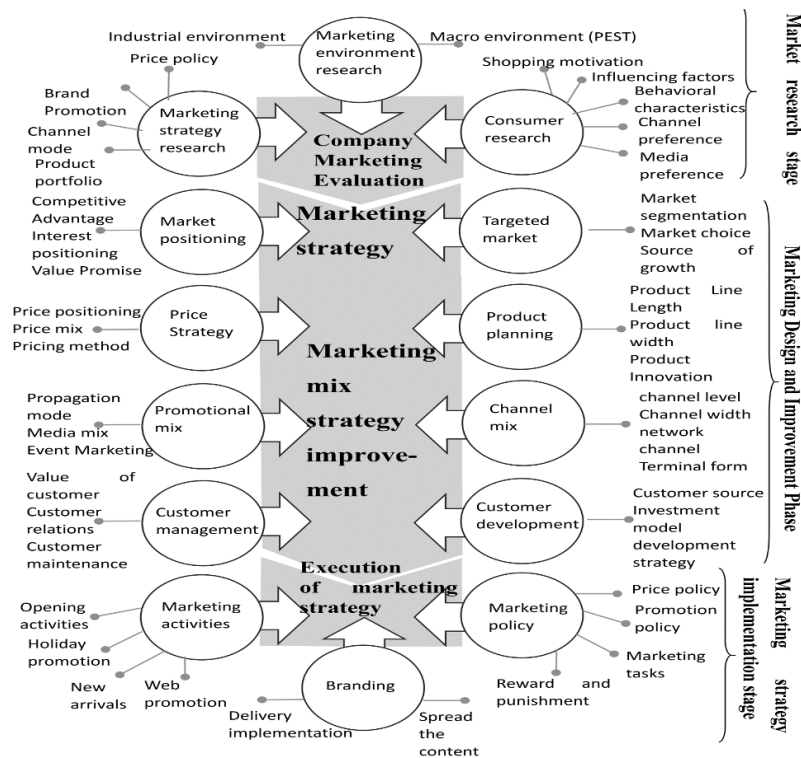 Industrial environment
Marketing
environment
research
Macro environment (PEST)
Price policy
Brand
Promotion
Channel
mode
Product
portfolio
Marketing
strategy
research
Company
Marketing
Evaluation
Consumer
research
Shopping motivation
Influencing factors
Behavioral
characteristics
Channel
preference
Media
preference
Market research stage
Competitive
Advantage
Interest
positioning
Value Promise
Market
positioning
Marketing
strategy
Targeted
market
Market
segmentation
Market choice
Source of
growth
Price positioning
Price mix
Pricing method
Price
Strategy
Marketing
mix
strategy
improve-
ment
Product
planning
Product Line
Length
Product line
width
Product
Innovation
Propagation
mode
Media mix
Event Marketing
Promotional
mix
Channel
mix
channel level
Channel width
network
channel
Terminal form
Value of
customer
Customer
relations
Customer
maintenance
Customer
management
Customer
development
Customer source
Investment
model
development
strategy
Marketing Design and Improvement Phase
Opening
activities
Holiday
promotion
New
arrivals
Web
promotion
Marketing
activities
Execution
of marketing
strategy
Marketing
policy
Price policy
Promotion
policy
Marketing
tasks
Reward and
punishment
Branding
Delivery
implementation
Spread
the
content
Marketing strategy
implementation stage